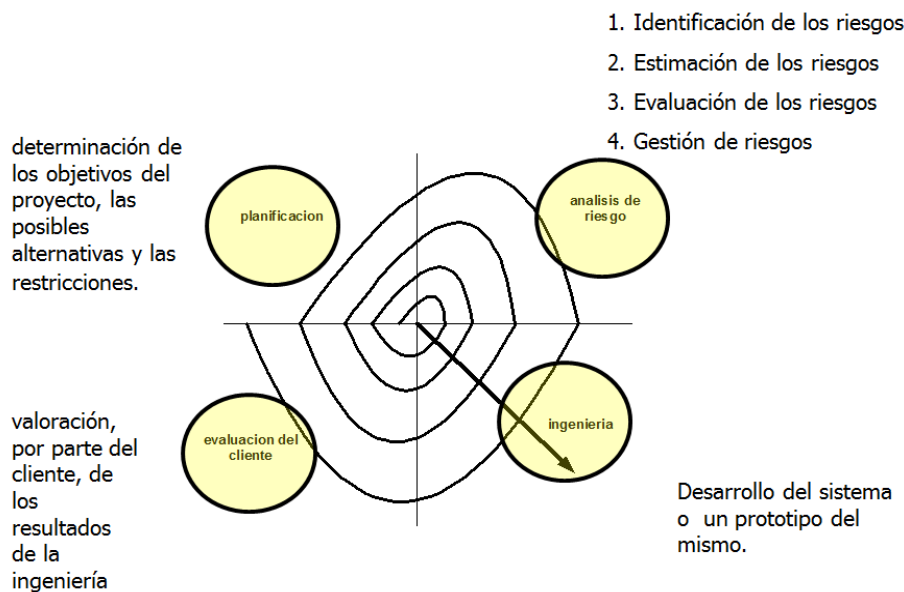 1. Identificación de los riesgos
2. Estimación de los riesgos
3. Evaluación de los riesgos
4. Gestión de riesgos
determinación de
los objetivos del
proyecto, las
posibles
alternativas y las
restricciones.
planificacion
analisis de
riesgo
valoración,
por parte del
cliente, de
los
resultados
de la
ingeniería
evaluacion del
cliente
ingenieria
Desarrollo del sistema
o un prototipo del
mismo.